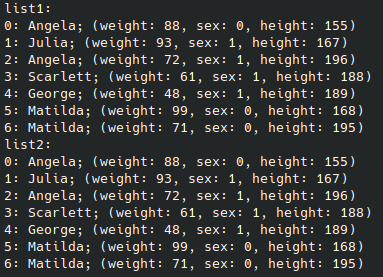 list1:
0: Angela; (weight: 88, sex: 0, height: 155)
1: Julia; (weight: 93, sex: 1, height: 167)
2: Angela; (weight: 72, sex: 1, height: 196)
3: Scarlett; (weight: 61, sex: 1, height: 188)
4: George; (weight: 48, sex: 1, height: 189)
5: Matilda; (weight: 99, sex: 0, height: 168)
6: Matilda; (weight: 71, sex: 0, height: 195)
list2:
0: Angela; (weight: 88, sex: 0, height: 155)
1: Julia; (weight: 93, sex: 1, height: 167)
2: Angela; (weight: 72, sex: 1, height: 196)
3: Scarlett; (weight: 61, sex: 1, height: 188)
4: George; (weight: 48, sex: 1, height: 189)
5: Matilda; (weight: 99, sex: 0, height: 168)
6: Matilda; (weight: 71, sex: 0, height: 195)